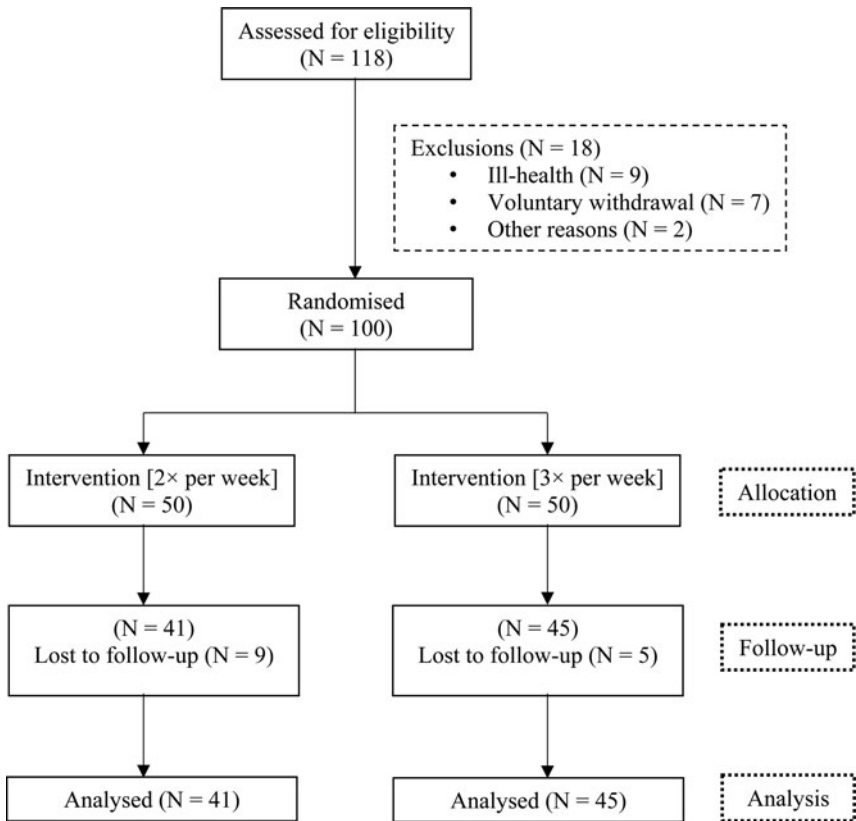 Assessed for eligibility
(N = 118)
Exclusions (N = 18)
• Ill-health (N = 9)
• Voluntary withdrawal (N = 7)
• Other reasons (N = 2)
Randomised
(N = 100)
Intervention [2× per week]
(N = 50)
Intervention [3× per week]
(N = 50)
Allocation
(N = 41)
Lost to follow-up (N = 9)
(N = 45)
Lost to follow-up (N = 5)
Follow-up
Analysed (N = 41)
Analysed (N = 45)
Analysis